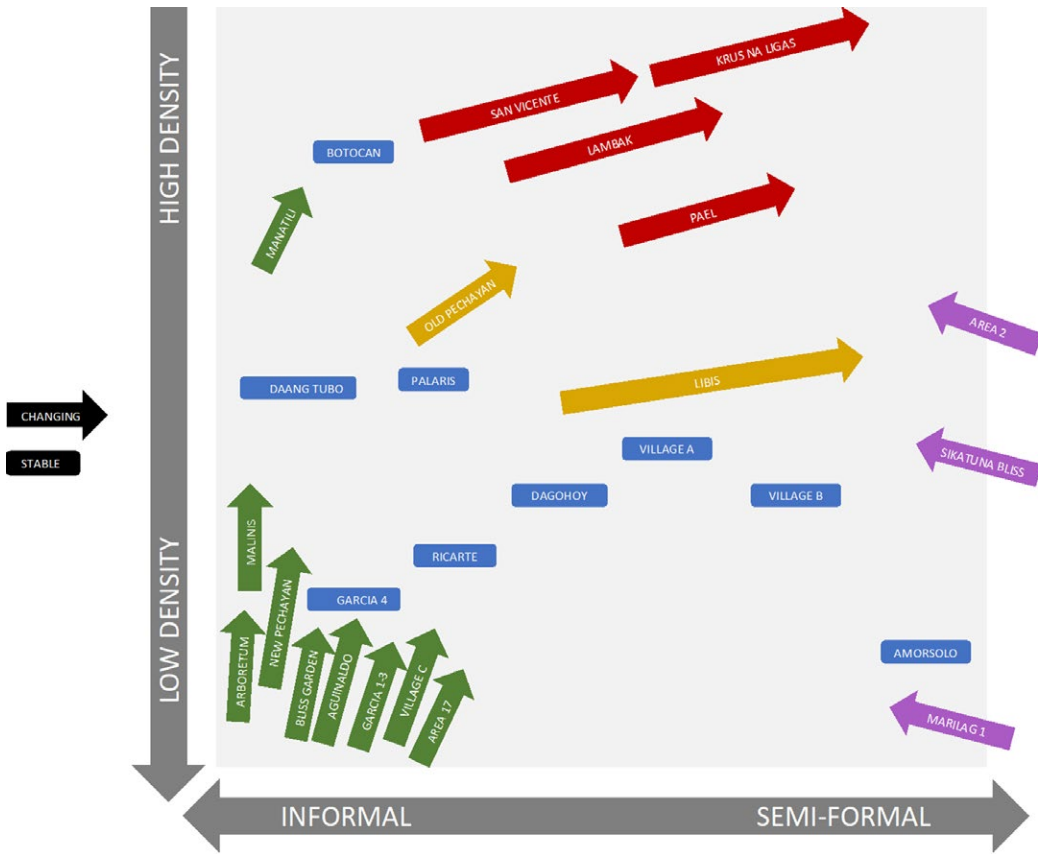 HIGH DENSITY
LOW DENSITY
KRUS NA LIGAS
SAN VICENTE
LAMBAK
BOTOCAN
PAEL
MANATILI
OLD PECHAYAN
AREA 2
DAANG TUBO
PALARIS
LIBIS
CHANGING
STABLE
VILLAGE A
SIKATUNA BLISS
DAGOHOY
VILLAGE B
MALINIS
RICARTE
NEW PECHAYAN
GARCIA 4
ARBORETUM
BLISS GARDEN
AGUINALDO
GARCIA 1-3
VILLAGE C
AREA 17
AMORSOLO
MARILAG 1
INFORMAL
SEMI-FORMAL